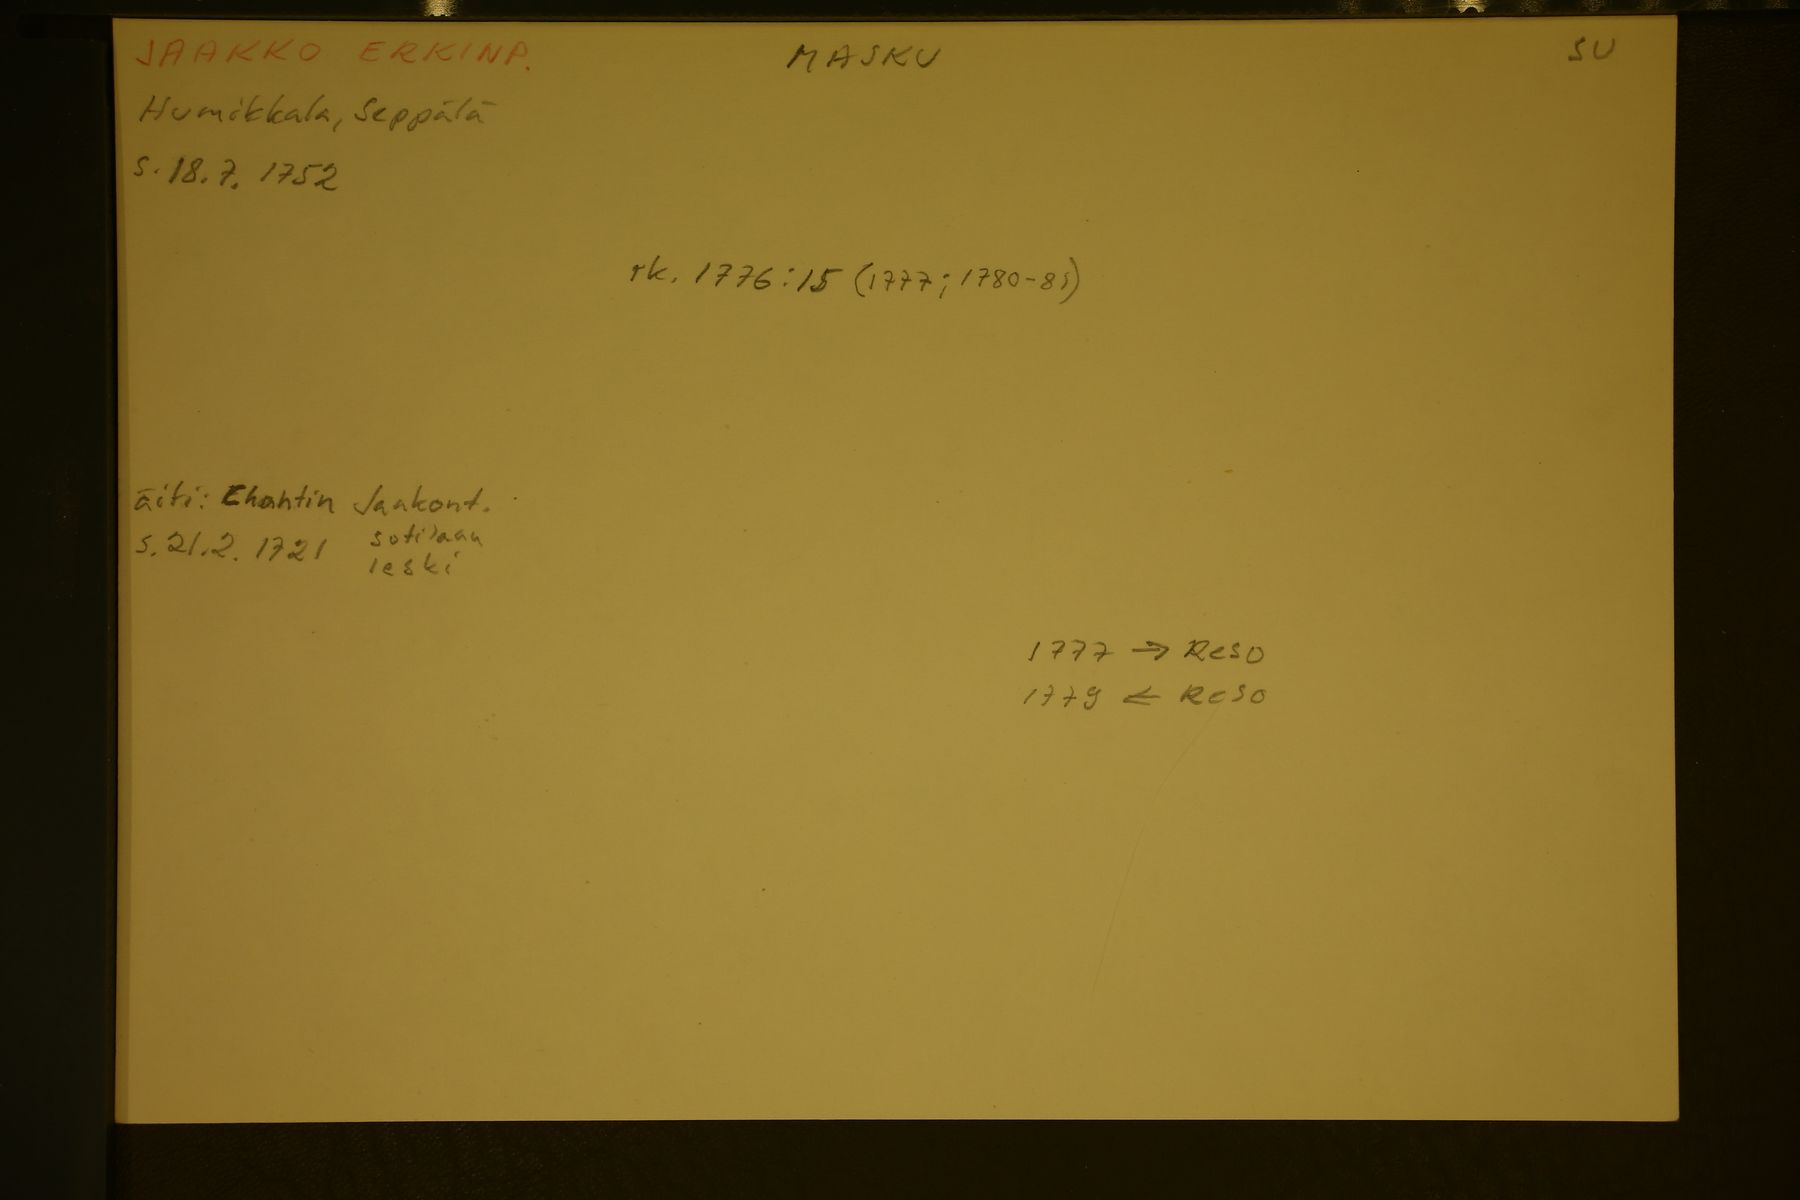 JAAKKO ERKINP. MASKU SU
Humikkala, Seppälä
s. 18.7. 1752
rk. 1776:15 (1777; 1780-81)
äiti: Chantin Jaakont.
s. 21.2. 1721 sotilaan
leski
1777 → Reso
1779 ← Reso